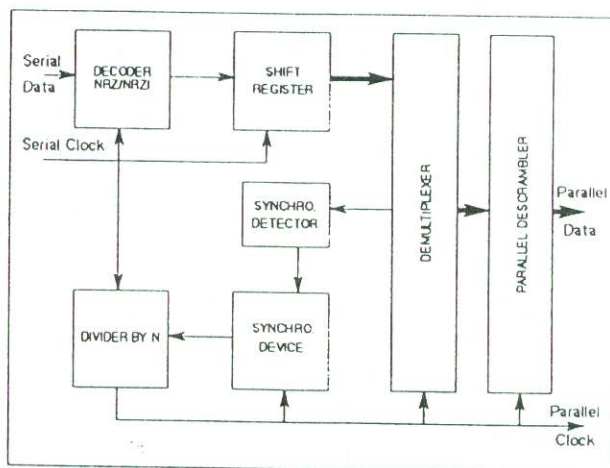 Serial
Data
DECODER
NRZ/NRZI
SHIFT
REGISTER
Serial Clock
SYNCHRO.
DETECTOR
DEMULTIPLEXER
PARALLEL DESCRAMBLER
Parallel
Data
DIVIDER BY N
SYNCHRO
DEVICE
Parallel
Clock